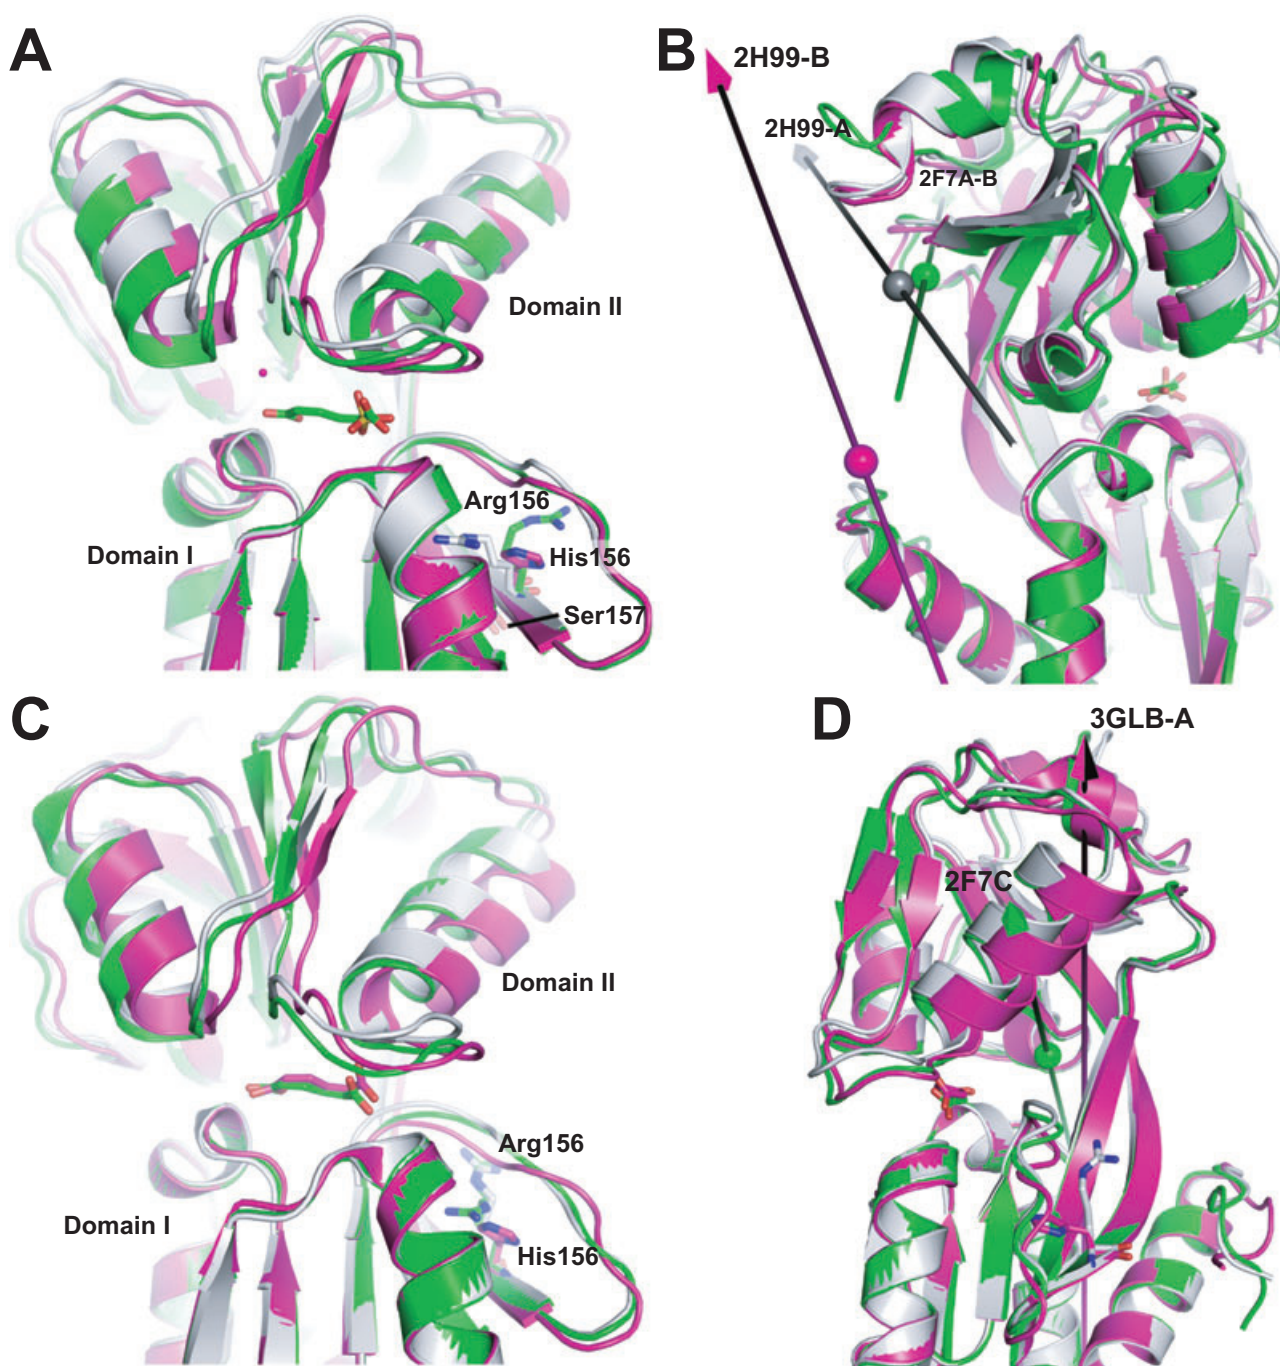 A
Domain II
Arg156
Domain I
His156
Ser157
B
2H99-B
2H99-A
2F7A-B
C
Domain II
Arg156
Domain I
His156
D
3GLB-A
2F7C